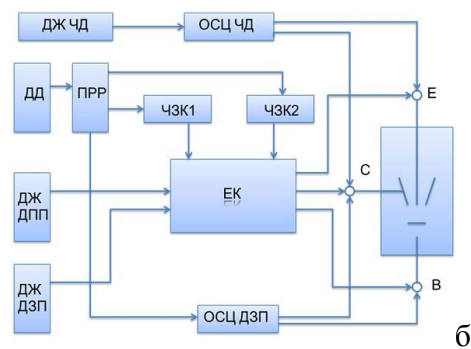 ДЖ ЧД
ОСЦ ЧД
ДД
ПРР
ЧЗК1
ЧЗК2
Е
С
ДЖ
ДПП
ЕК
ДЖ
ДЗП
ОСЦ ДЗП
В
б